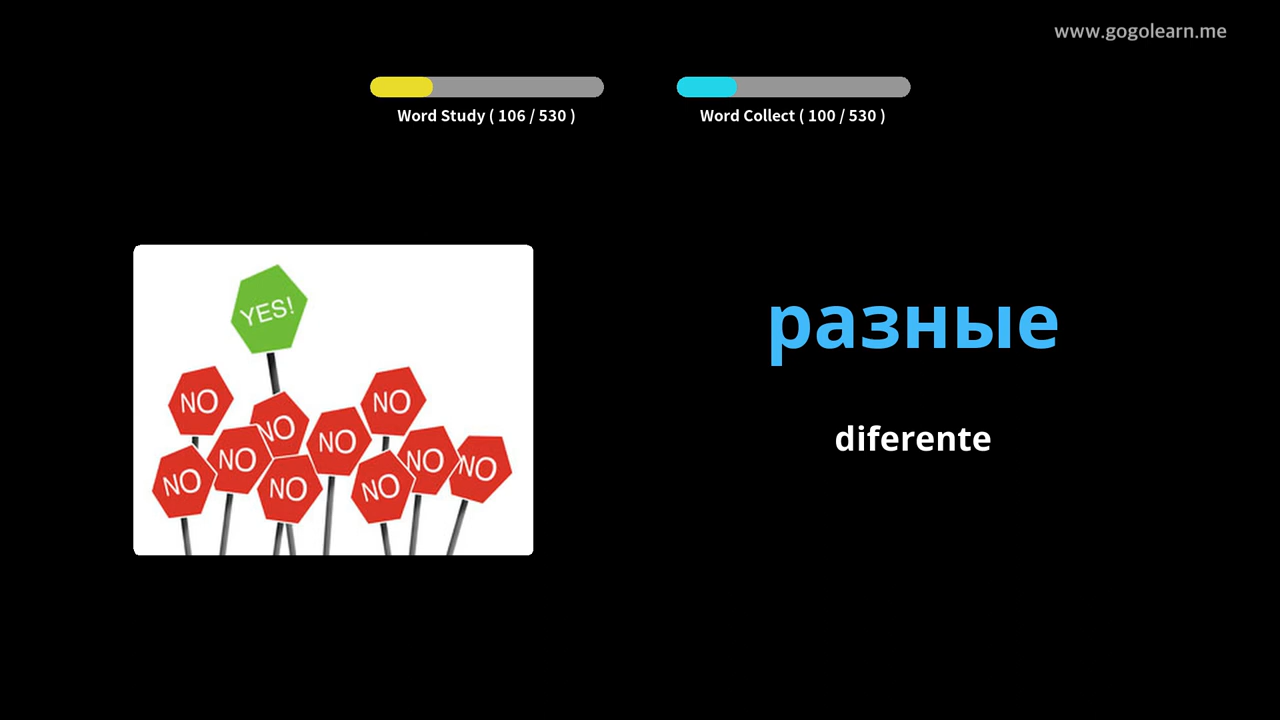 www.gogolearn.me
Word Study ( 106 / 530 )
Word Collect ( 100 / 530 )
YES!
NO
NO
NO
NO
NO
NO
NO
NO
NO
NO
разные
diferente